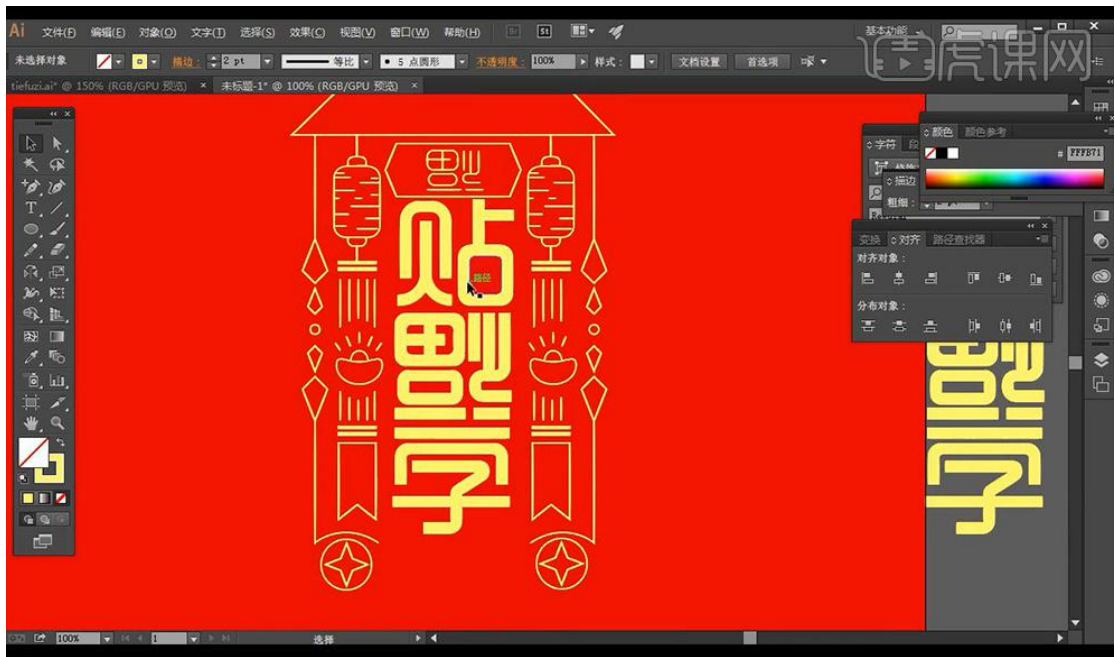 Ai 文件(F) 编辑(E) 对象(O) 文字(T) 选择(S) 效果(C) 视图(V) 窗口(W) 帮助(H) Br St 基本功能
虎课网
未选择对象 描边: 2 pt 等比 5 点圆形 不透明度: 100% 样式: 文档设置 首选项
tiefuzi.ai* @ 150% (RGB/GPU 预览) × 未标题-1* @ 100% (RGB/GPU 预览) ×
颜色 颜色参考
# FFFB71
字符 段
描边
粗细:
变换 对齐 路径查找器
对齐对象:
分布对象:
福
贴
路径
福
字
字
100% 1 选择